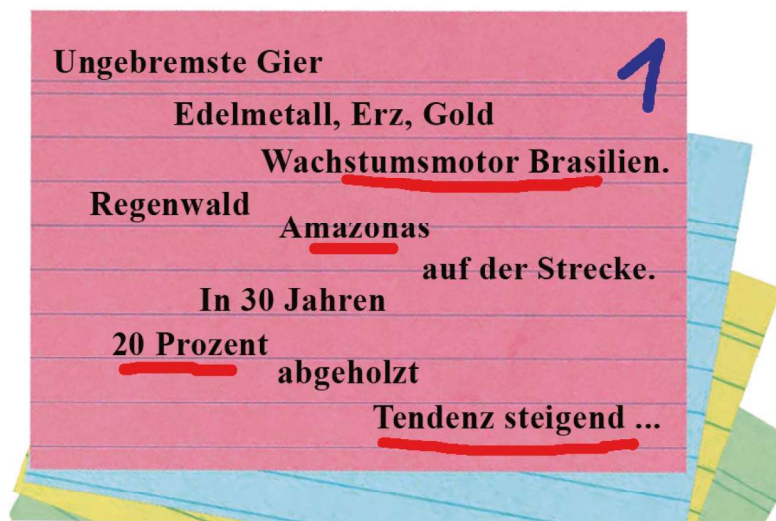 1
Ungebremste Gier
Edelmetall, Erz, Gold
Wachstumsmotor Brasilien.
Regenwald
Amazonas
auf der Strecke.
In 30 Jahren
20 Prozent
abgeholzt
Tendenz steigend ...